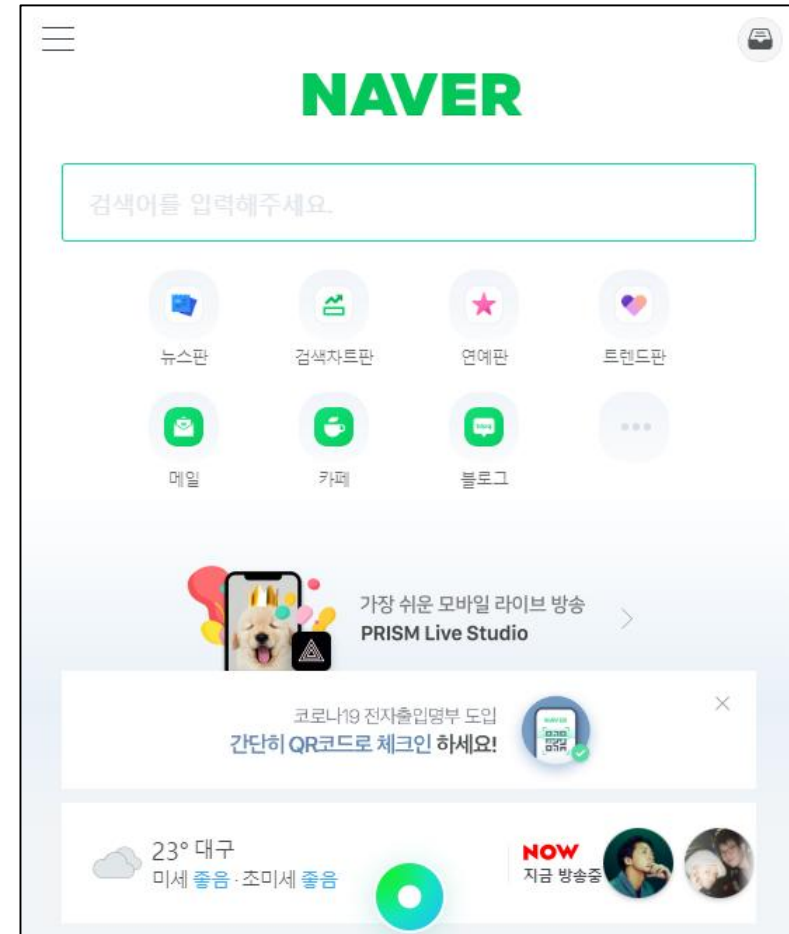 NAVER
검색어를 입력해주세요.
뉴스판 검색차트판 연예판 트렌드판
메일 카페 블로그
가장 쉬운 모바일 라이브 방송
PRISM Live Studio
코로나19 전자출입명부 도입
간단히 QR코드로 체크인 하세요!
23° 대구
미세 좋음 · 초미세 좋음
NOW
지금 방송중